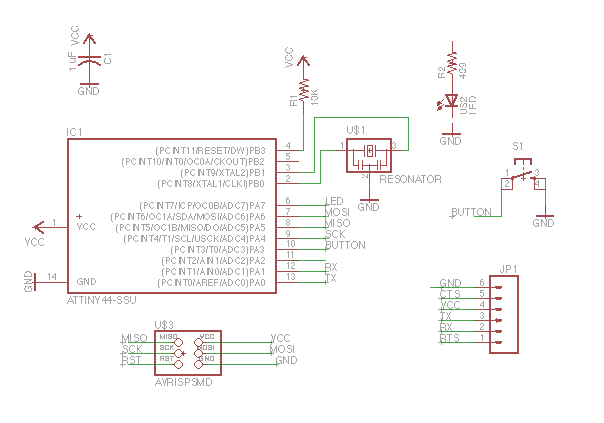 VCC
1uF
C1
GND
VCC
R1
10K
R2
499
US2
GND
IC1
(PCINT11/RESET/DW)PB3 4
(PCINT10/INT0/OC0A/CKOUT)PB2 5
(PCINT9/XTAL2)PB1 3
(PCINT8/XTAL1/CLKI)PB0 2
(PCINT7/ICP/OC0B/ADC7)PA7 6 LED
(PCINT6/OC1A/SDA/MOSI/ADC6)PA6 7 MOSI
(PCINT5/OC1B/MISO/DO/ADC5)PA5 8 MISO
(PCINT4/T1/SCL/USCK/ADC4)PA4 9 SCK
(PCINT3/T0/ADC3)PA3 10 BUTTON
(PCINT2/AIN1/ADC2)PA2 11
(PCINT1/AIN0/ADC1)PA1 12 RX
(PCINT0/AREF/ADC0)PA0 13 TX
1 + VCC
VCC
GND 14 GND
ATTINY44-SSU
U$1
1 3
2
RESONATOR
GND
S1
1 3
2 4
BUTTON
GND
JP1
GND 6
CTS 5
VCC 4
TX 3
RX 2
RTS 1
U$3
MISO MISO VCC VCC
SCK SCK MOSI MOSI
RST RST GND GND
AVRISPSMD